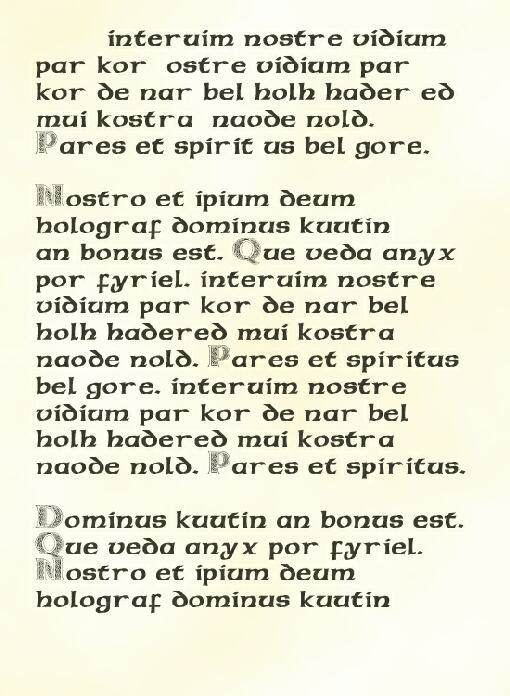 interuim nostre vidium
par kor ostre vidium par
kor de nar bel holh hader ed
mui kostra naode nold.
Pares et spirit us bel gore.
Nostro et ipium deum
holograf dominus kuutin
an bonus est. Que veda anyx
por fyriel. interuim nostre
vidium par kor de nar bel
holh hadered mui kostra
naode nold. Pares et spiritus
bel gore. interuim nostre
vidium par kor de nar bel
holh hadered mui kostra
naode nold. Pares et spiritus.
Dominus kuutin an bonus est.
Que veda anyx por fyriel.
Nostro et ipium deum
holograf dominus kuutin